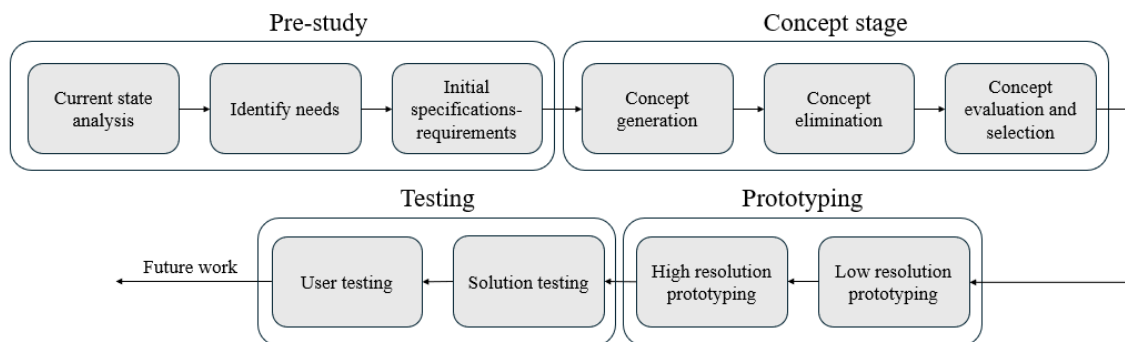 Pre-study
Concept stage
Current state
analysis
Identify needs
Initial
specifications-
requirements
Concept
generation
Concept
elimination
Concept
evaluation and
selection
Testing
Prototyping
Future work
User testing
Solution testing
High resolution
prototyping
Low resolution
prototyping